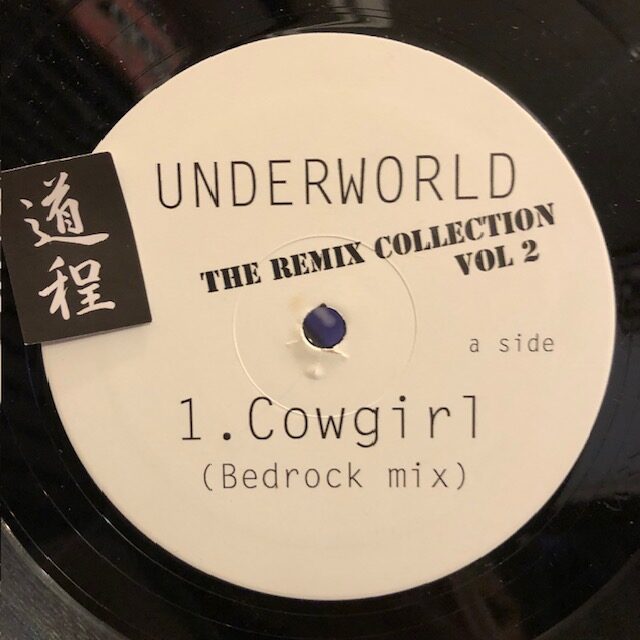 UNDERWORLD
THE REMIX COLLECTION
VOL 2
道程
a side
1.Cowgirl
(Bedrock mix)